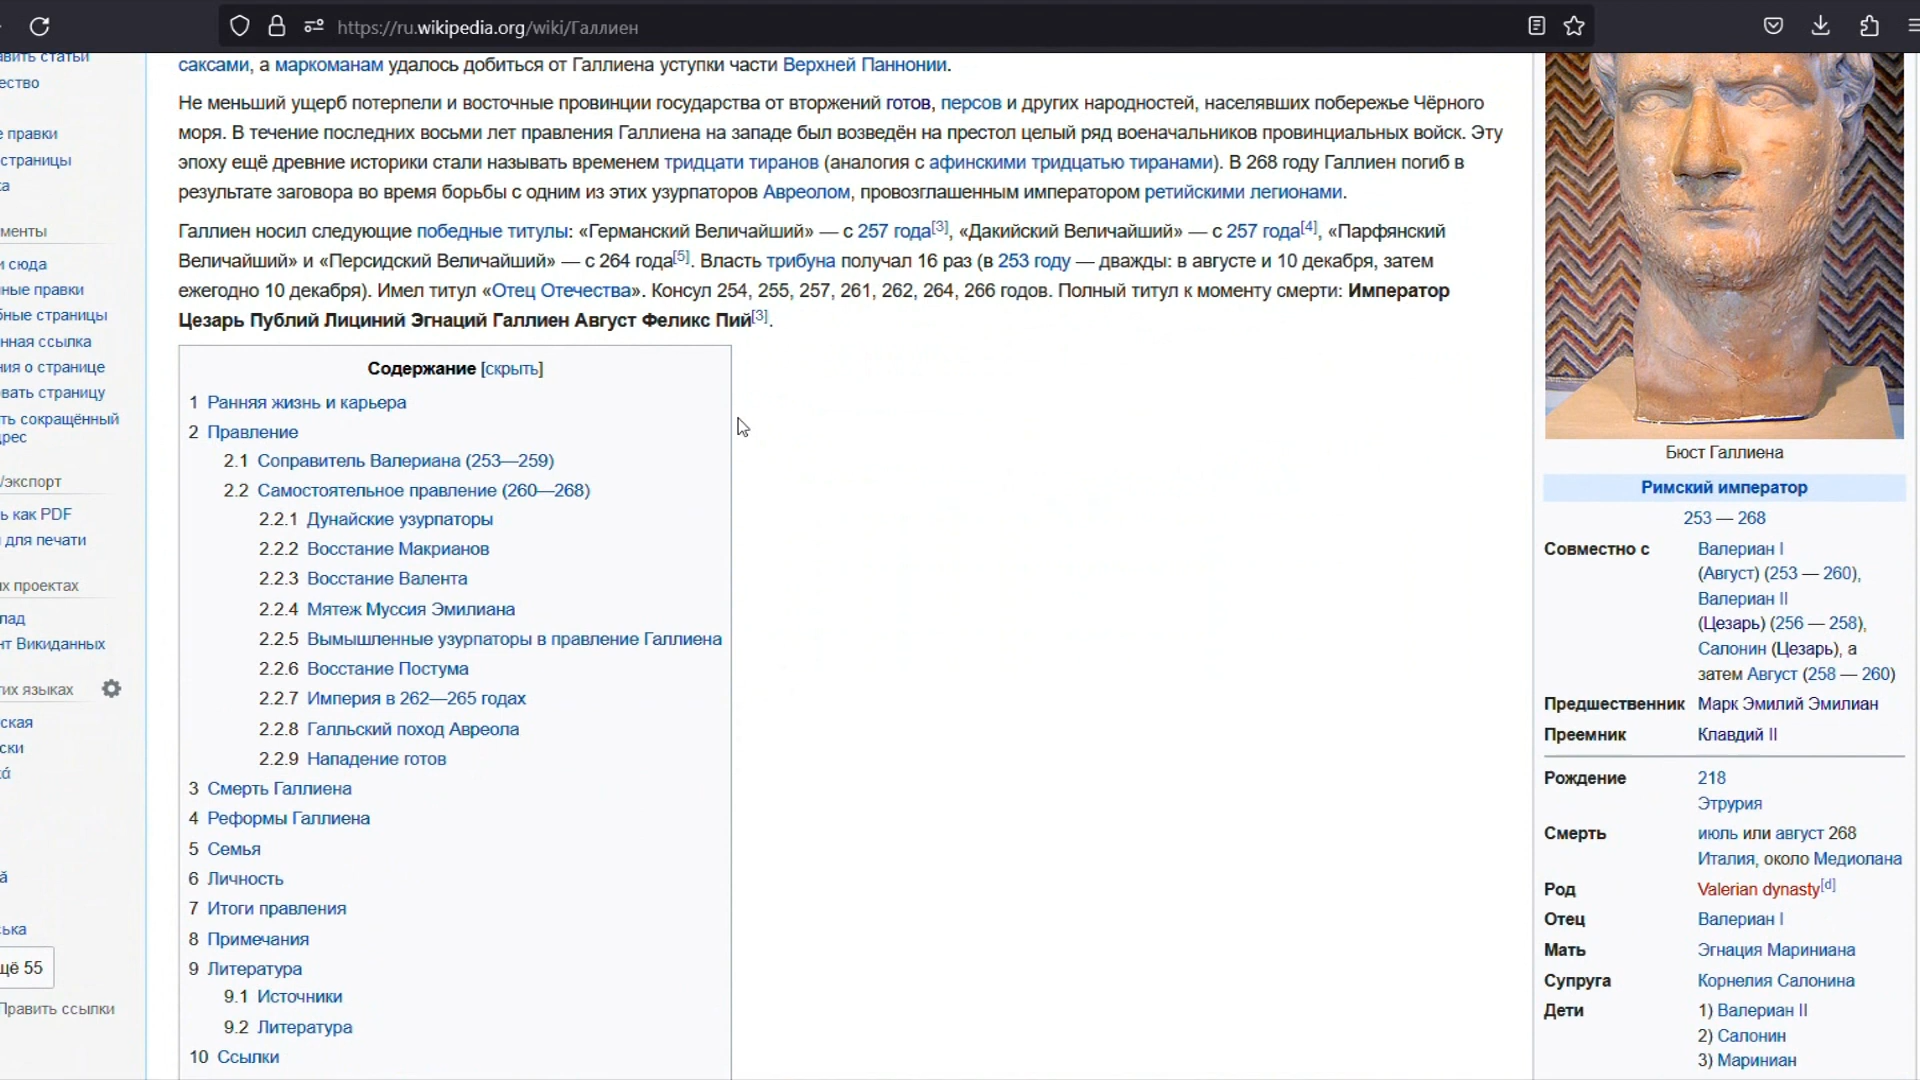 https://ru.wikipedia.org/wiki/Галлиен
саксами, а маркоманам удалось добиться от Галлиена уступки части Верхней Паннонии.
Не меньший ущерб потерпели и восточные провинции государства от вторжений готов, персов и других народностей, населявших побережье Чёрного
моря. В течение последних восьми лет правления Галлиена на западе был возведён на престол целый ряд военачальников провинциальных войск. Эту
эпоху ещё древние историки стали называть временем тридцати тиранов (аналогия с афинскими тридцатью тиранами). В 268 году Галлиен погиб в
результате заговора во время борьбы с одним из этих узурпаторов Авреолом, провозглашенным императором ретийскими легионами.
Галлиен носил следующие победные титулы: «Германский Величайший» — с 257 года[3], «Дакийский Величайший» — с 257 года[4], «Парфянский
Величайший» и «Персидский Величайший» — с 264 года[5]. Власть трибуна получал 16 раз (в 253 году — дважды: в августе и 10 декабря, затем
ежегодно 10 декабря). Имел титул «Отец Отечества». Консул 254, 255, 257, 261, 262, 264, 266 годов. Полный титул к моменту смерти: Император
Цезарь Публий Лициний Эгнаций Галлиен Август Феликс Пий[3].
Содержание [скрыть]
1 Ранняя жизнь и карьера
2 Правление
2.1 Соправитель Валериана (253—259)
2.2 Самостоятельное правление (260—268)
2.2.1 Дунайские узурпаторы
2.2.2 Восстание Макрианов
2.2.3 Восстание Валента
2.2.4 Мятеж Муссия Эмилиана
2.2.5 Вымышленные узурпаторы в правление Галлиена
2.2.6 Восстание Постума
2.2.7 Империя в 262—265 годах
2.2.8 Галльский поход Авреола
2.2.9 Нападение готов
3 Смерть Галлиена
4 Реформы Галлиена
5 Семья
6 Личность
7 Итоги правления
8 Примечания
9 Литература
9.1 Источники
9.2 Литература
10 Ссылки
Бюст Галлиена
Римский император
253 — 268
Совместно с Валериан I
(Август) (253 — 260),
Валериан II
(Цезарь) (256 — 258),
Салонин (Цезарь), а
затем Август (258 — 260)
Предшественник Марк Эмилий Эмилиан
Преемник Клавдий II
Рождение 218
Этрурия
Смерть июль или август 268
Италия, около Медиолана
Род Valerian dynasty[d]
Отец Валериан I
Мать Эгнация Мариниана
Супруга Корнелия Салонина
Дети 1) Валериан II
2) Салонин
3) Мариниан
авить статьи
ество
е правки
страницы
ка
менты
и сюда
нные правки
бные страницы
нная ссылка
ния о странице
овать страницу
ть сокращённый
дрес
/экспорт
ь как PDF
для печати
их проектах
лад
нт Викиданных
гих языках
ская
ски
ká
ská
ська
щё 55
Править ссылки